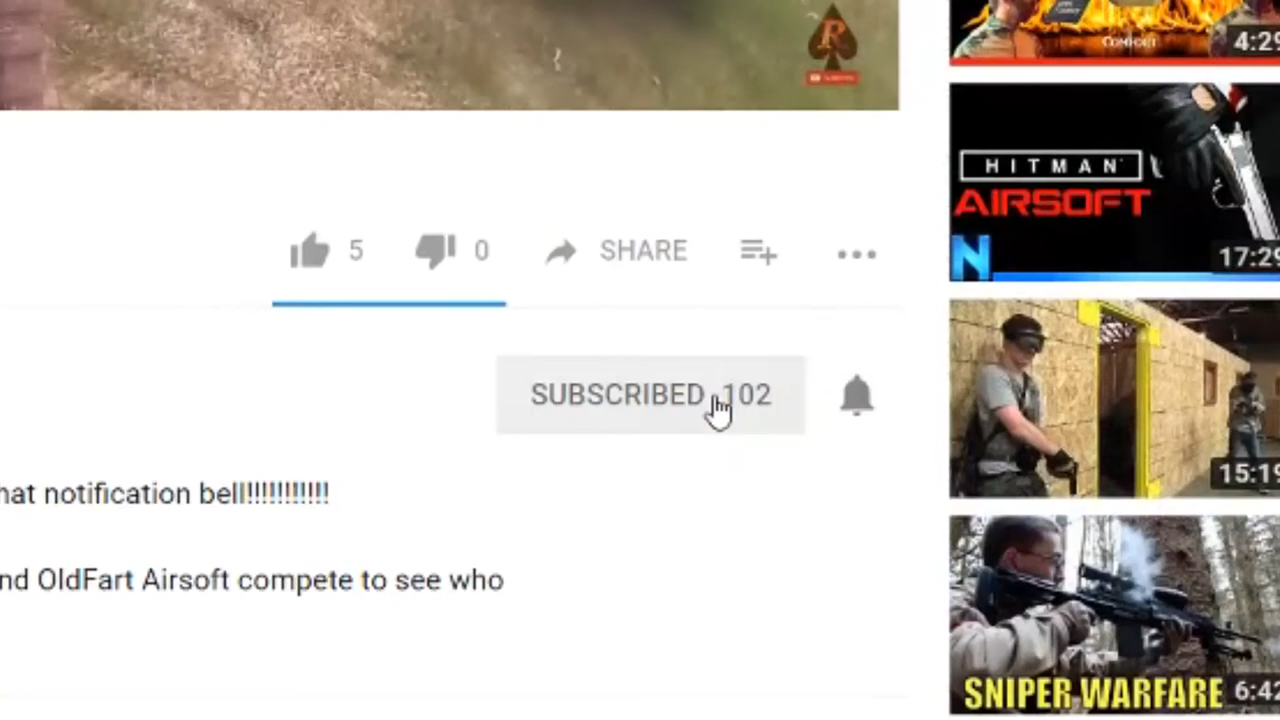 R
COMFORT
4:29
HITMAN
AIRSOFT
N
17:29
5 0 SHARE
SUBSCRIBED 102
15:19
hat notification bell!!!!!!!!!!!!
nd OldFart Airsoft compete to see who
SNIPER WARFARE 6:42